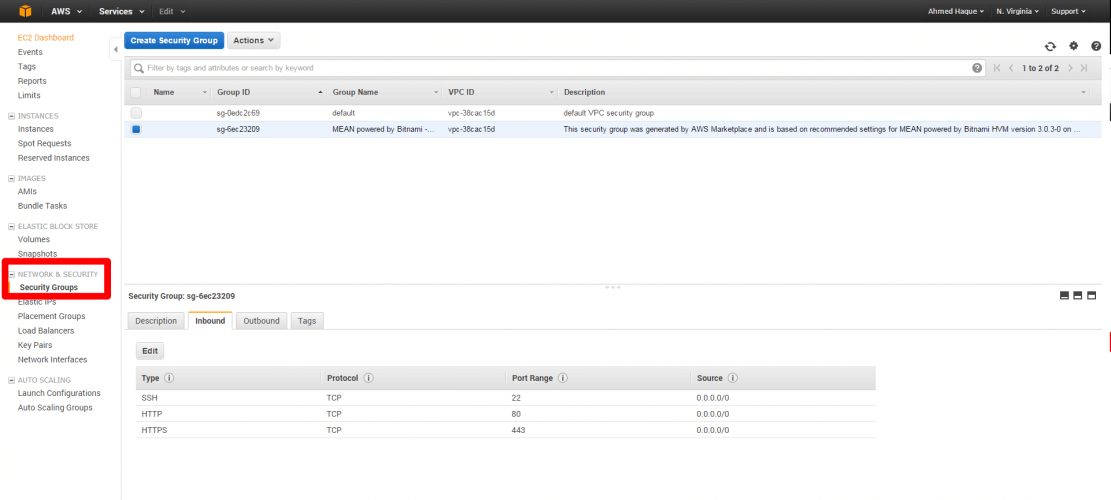 AWS Services Edit Ahmed Haque N. Virginia Support
EC2 Dashboard
Events
Tags
Reports
Limits
INSTANCES
Instances
Spot Requests
Reserved Instances
IMAGES
AMIs
Bundle Tasks
ELASTIC BLOCK STORE
Volumes
Snapshots
NETWORK & SECURITY
Security Groups
Elastic IPs
Placement Groups
Load Balancers
Key Pairs
Network Interfaces
AUTO SCALING
Launch Configurations
Auto Scaling Groups
Create Security Group Actions
Filter by tags and attributes or search by keyword 1 to 2 of 2
Name Group ID Group Name VPC ID Description
sg-0edc2c69 default vpc-38cac15d default VPC security group
sg-6ec23209 MEAN powered by Bitnami -... vpc-38cac15d This security group was generated by AWS Marketplace and is based on recommended settings for MEAN powered by Bitnami HVM version 3.0.3-0 on ...
Security Group: sg-6ec23209
Description Inbound Outbound Tags
Edit
Type Protocol Port Range Source
SSH TCP 22 0.0.0.0/0
HTTP TCP 80 0.0.0.0/0
HTTPS TCP 443 0.0.0.0/0